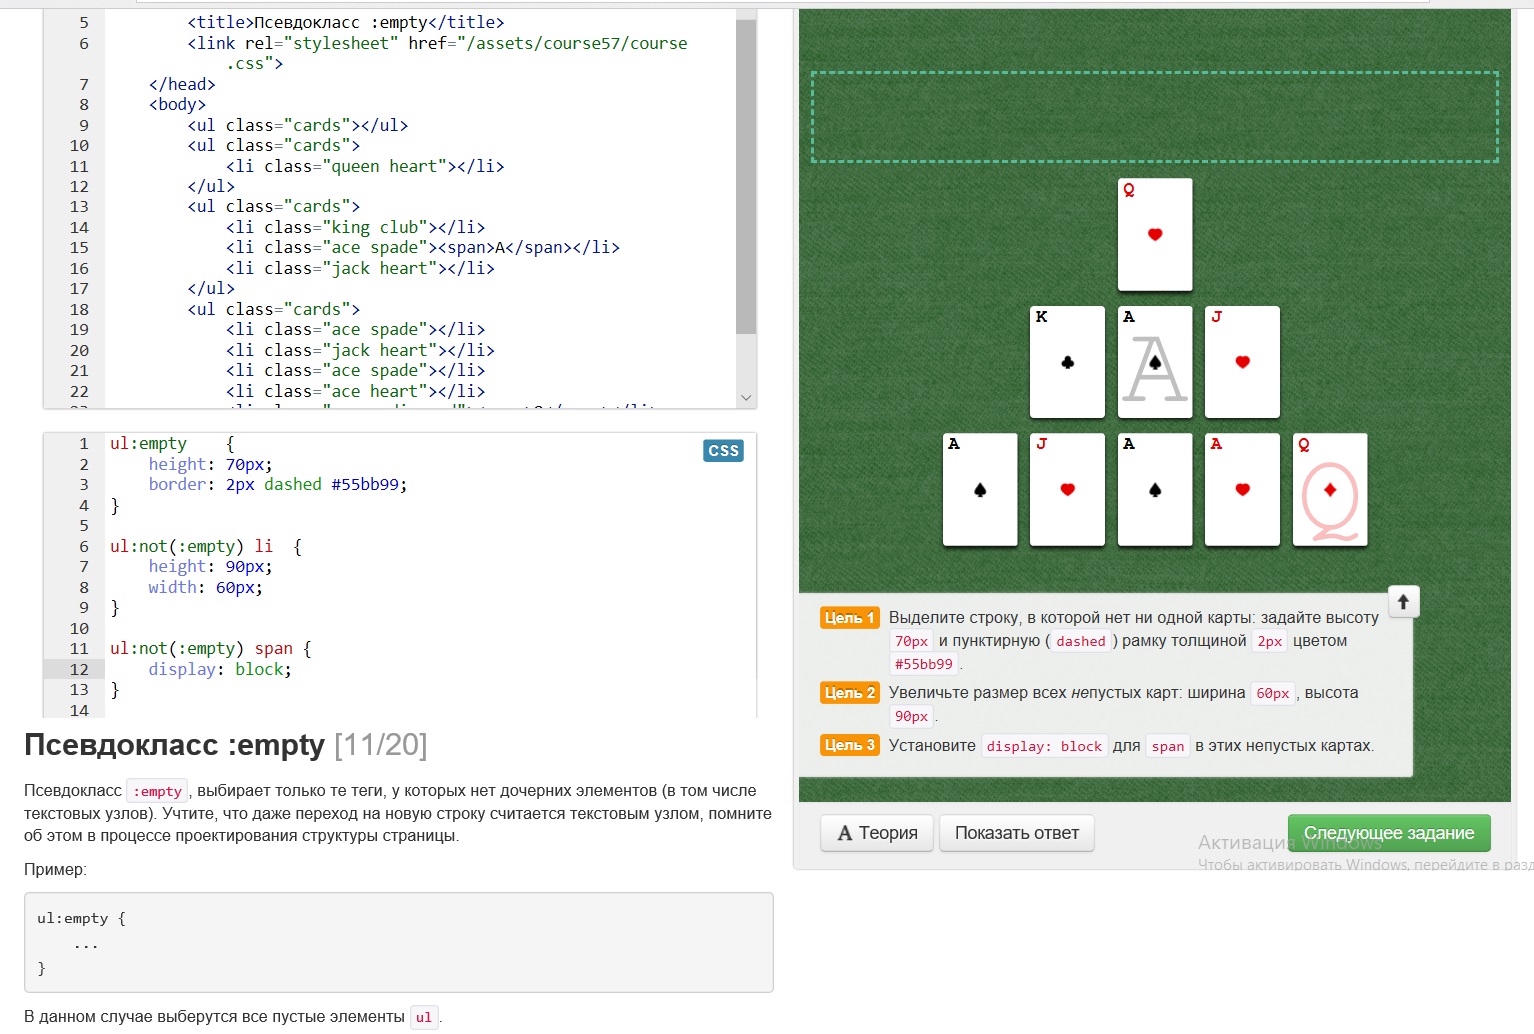 5 <title>Псевдокласс :empty</title>
6 <link rel="stylesheet" href="/assets/course57/course
.css">
7 </head>
8 <body>
9 <ul class="cards"></ul>
10 <ul class="cards">
11 <li class="queen heart"></li>
12 </ul>
13 <ul class="cards">
14 <li class="king club"></li>
15 <li class="ace spade"><span>A</span></li>
16 <li class="jack heart"></li>
17 </ul>
18 <ul class="cards">
19 <li class="ace spade"></li>
20 <li class="jack heart"></li>
21 <li class="ace spade"></li>
22 <li class="ace heart"></li>
CSS
1 ul:empty {
2 height: 70px;
3 border: 2px dashed #55bb99;
4 }
5
6 ul:not(:empty) li {
7 height: 90px;
8 width: 60px;
9 }
10
11 ul:not(:empty) span {
12 display: block;
13 }
14
Псевдокласс :empty [11/20]
Псевдокласс :empty, выбирает только те теги, у которых нет дочерних элементов (в том числе
текстовых узлов). Учтите, что даже переход на новую строку считается текстовым узлом, помните
об этом в процессе проектирования структуры страницы.
Пример:
ul:empty {
...
}
В данном случае выберутся все пустые элементы ul.
Q
K A J
A
A J A A Q
Q
Цель 1 Выделите строку, в которой нет ни одной карты: задайте высоту
70px и пунктирную (dashed) рамку толщиной 2px цветом
#55bb99.
Цель 2 Увеличьте размер всех непустых карт: ширина 60px, высота
90px.
Цель 3 Установите display: block для span в этих непустых картах.
A Теория Показать ответ Следующее задание
Активация Windows
Чтобы активировать Windows, перейдите в разд